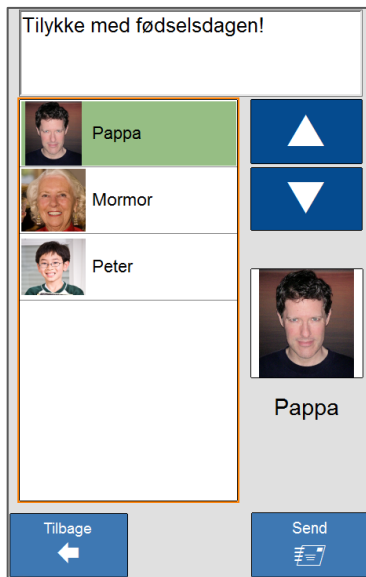 Tilykke med fødselsdagen!
Pappa
Mormor
Peter
Pappa
Tilbage
Send